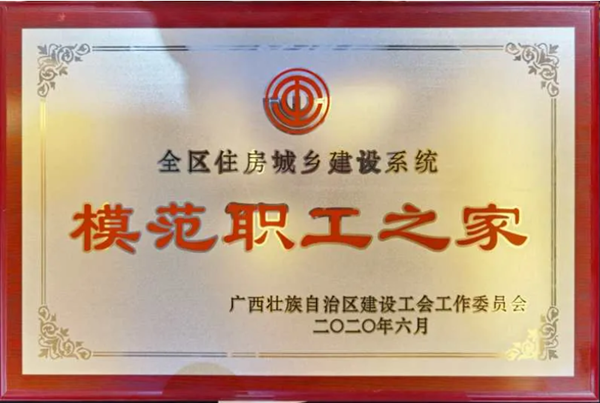 全区住房城乡建设系统
模范职工之家
广西壮族自治区建设工会工作委员会
二〇二〇年六月